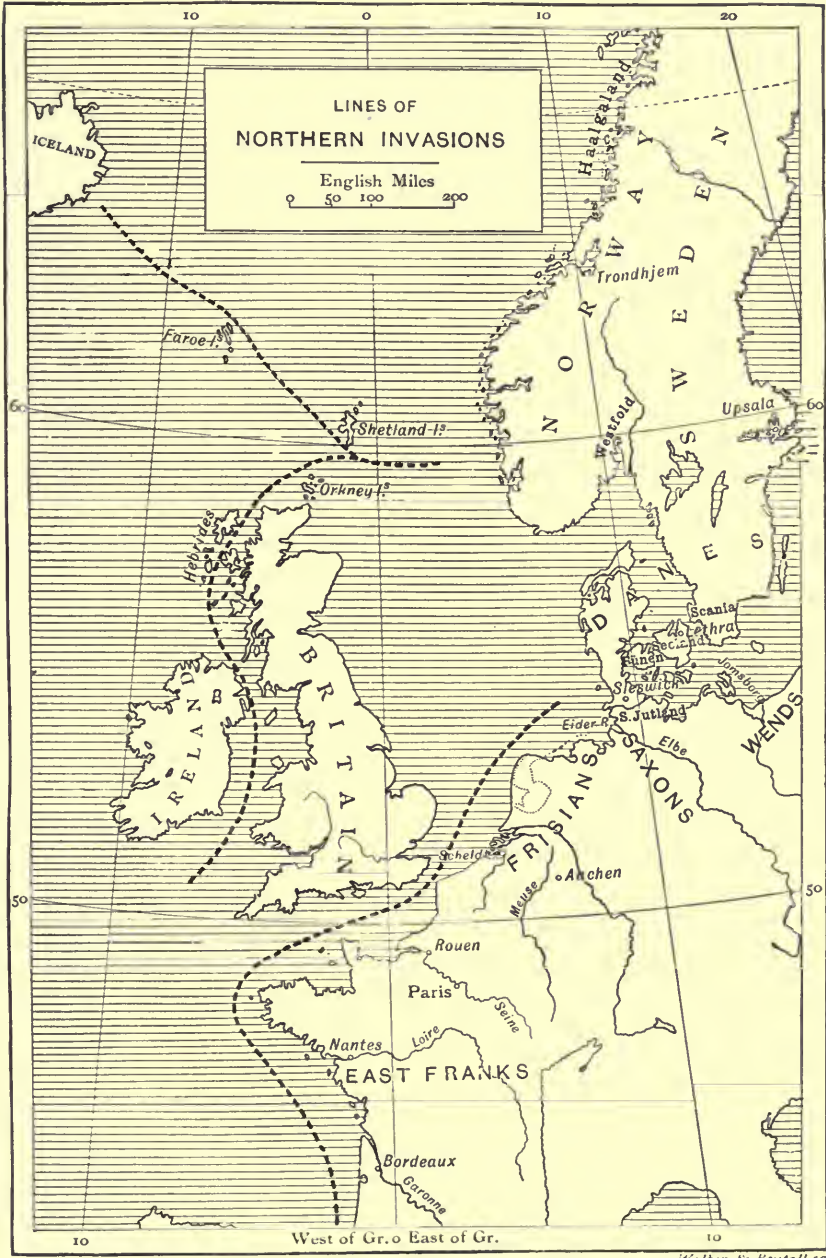 10 0 10 20
LINES OF
NORTHERN INVASIONS
English Miles
0 50 100 200
ICELAND
Haalgaland
NORWAY
SWEDEN
Trondhjem
Faroe-Is.
60
60
Shetland-Is.
Westfold
Upsala
Orkney-Is.
Hebrides
DANES
Scania
Lethra
Seeland
Fünen
Sleswich
Jomsborg
S. Jutland
Eider R.
WENDS
BRITAIN
IRELAND
Elbe
SAXONS
FRISIANS
Scheldt
Aachen
Meuse
50
50
Rouen
Paris
Seine
Nantes
Loire
EAST FRANKS
Bordeaux
Garonne
10 West of Gr. 0 East of Gr. 10